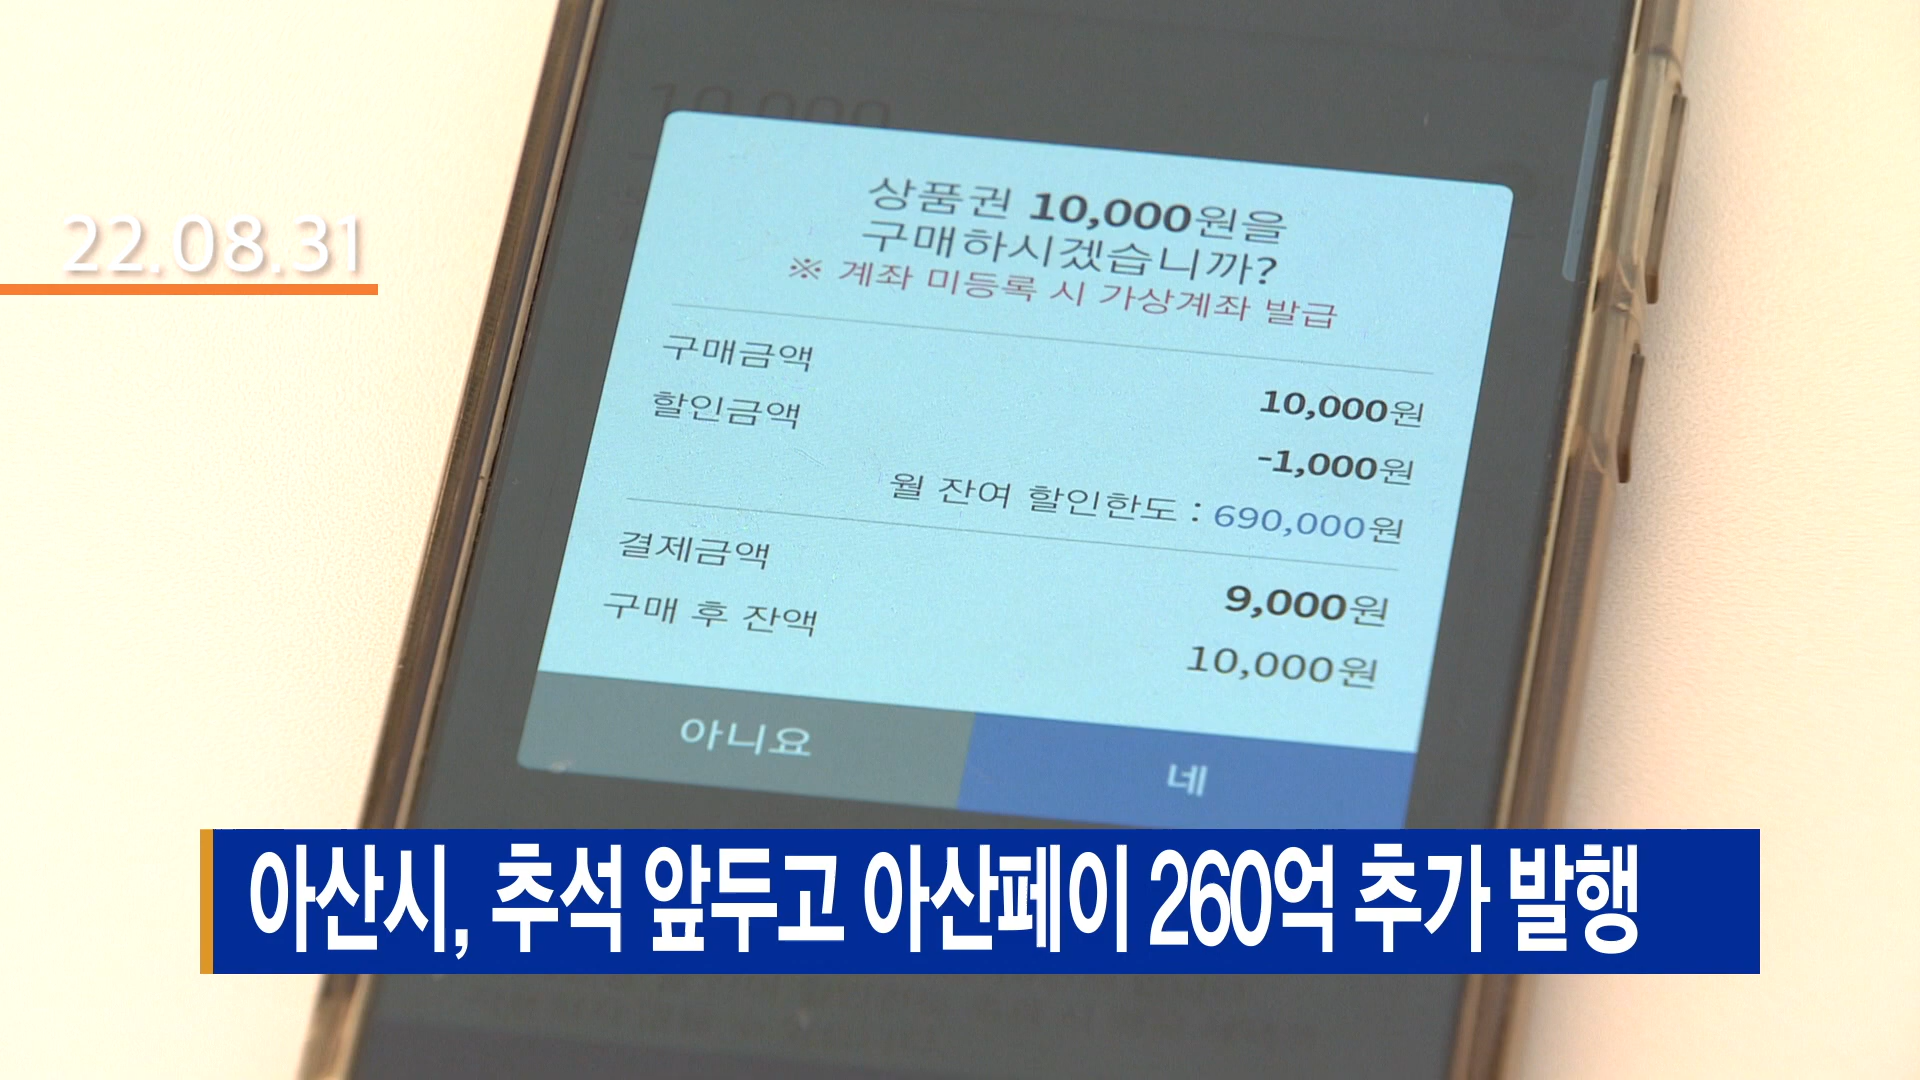 22.08.31
10,000
상품권 10,000원을
구매하시겠습니까?
※ 계좌 미등록 시 가상계좌 발급
구매금액 10,000원
할인금액 -1,000원
월 잔여 할인한도 : 690,000원
결제금액 9,000원
구매 후 잔액 10,000원
아니요 네
아산시, 추석 앞두고 아산페이 260억 추가 발행